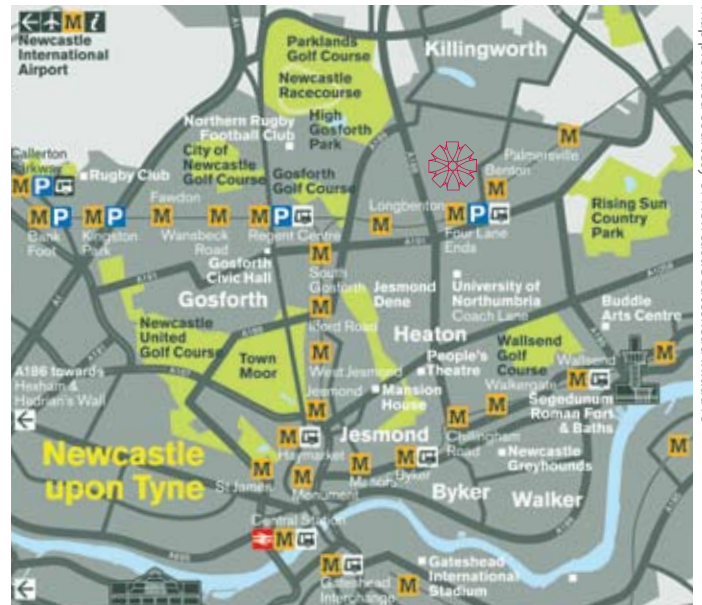 Newcastle
International
Airport
Parklands
Golf Course
Killingworth
Newcastle
Racecourse
Northern Rugby
Football Club
High
Gosforth
Park
City of
Newcastle
Golf Course
Gosforth
Golf Course
Callerton
Parkway
P
Rugby Club
M
Palmersville
Benton
Rising Sun
Country
Park
Fawdon
Longbenton
M P
Bank
Foot
M P
Kingston
Park
M
Wansbeck
Road
M P
Regent Centre
M P
Four Lane
Ends
Gosforth
Civic Hall
South
Gosforth
Jesmond
Dene
University of
Northumbria
Coach Lane
Buddle
Arts Centre
Gosforth
Ilford Road
Heaton
Newcastle
United
Golf Course
Town
Moor
West Jesmond
People's
Theatre
Wallsend
Golf
Course
Wallsend
Walkergate
A186 towards
Hexham &
Hadrian's Wall
Jesmond
Mansion
House
Segedunum
Roman Fort
& Baths
Newcastle
upon Tyne
Haymarket
Jesmond
Chillingham
Road
Newcastle
Greyhounds
St James
Monument
Manors
Byker
Byker
Walker
Central Station
Gateshead
International
Stadium
Gateshead
Interchange